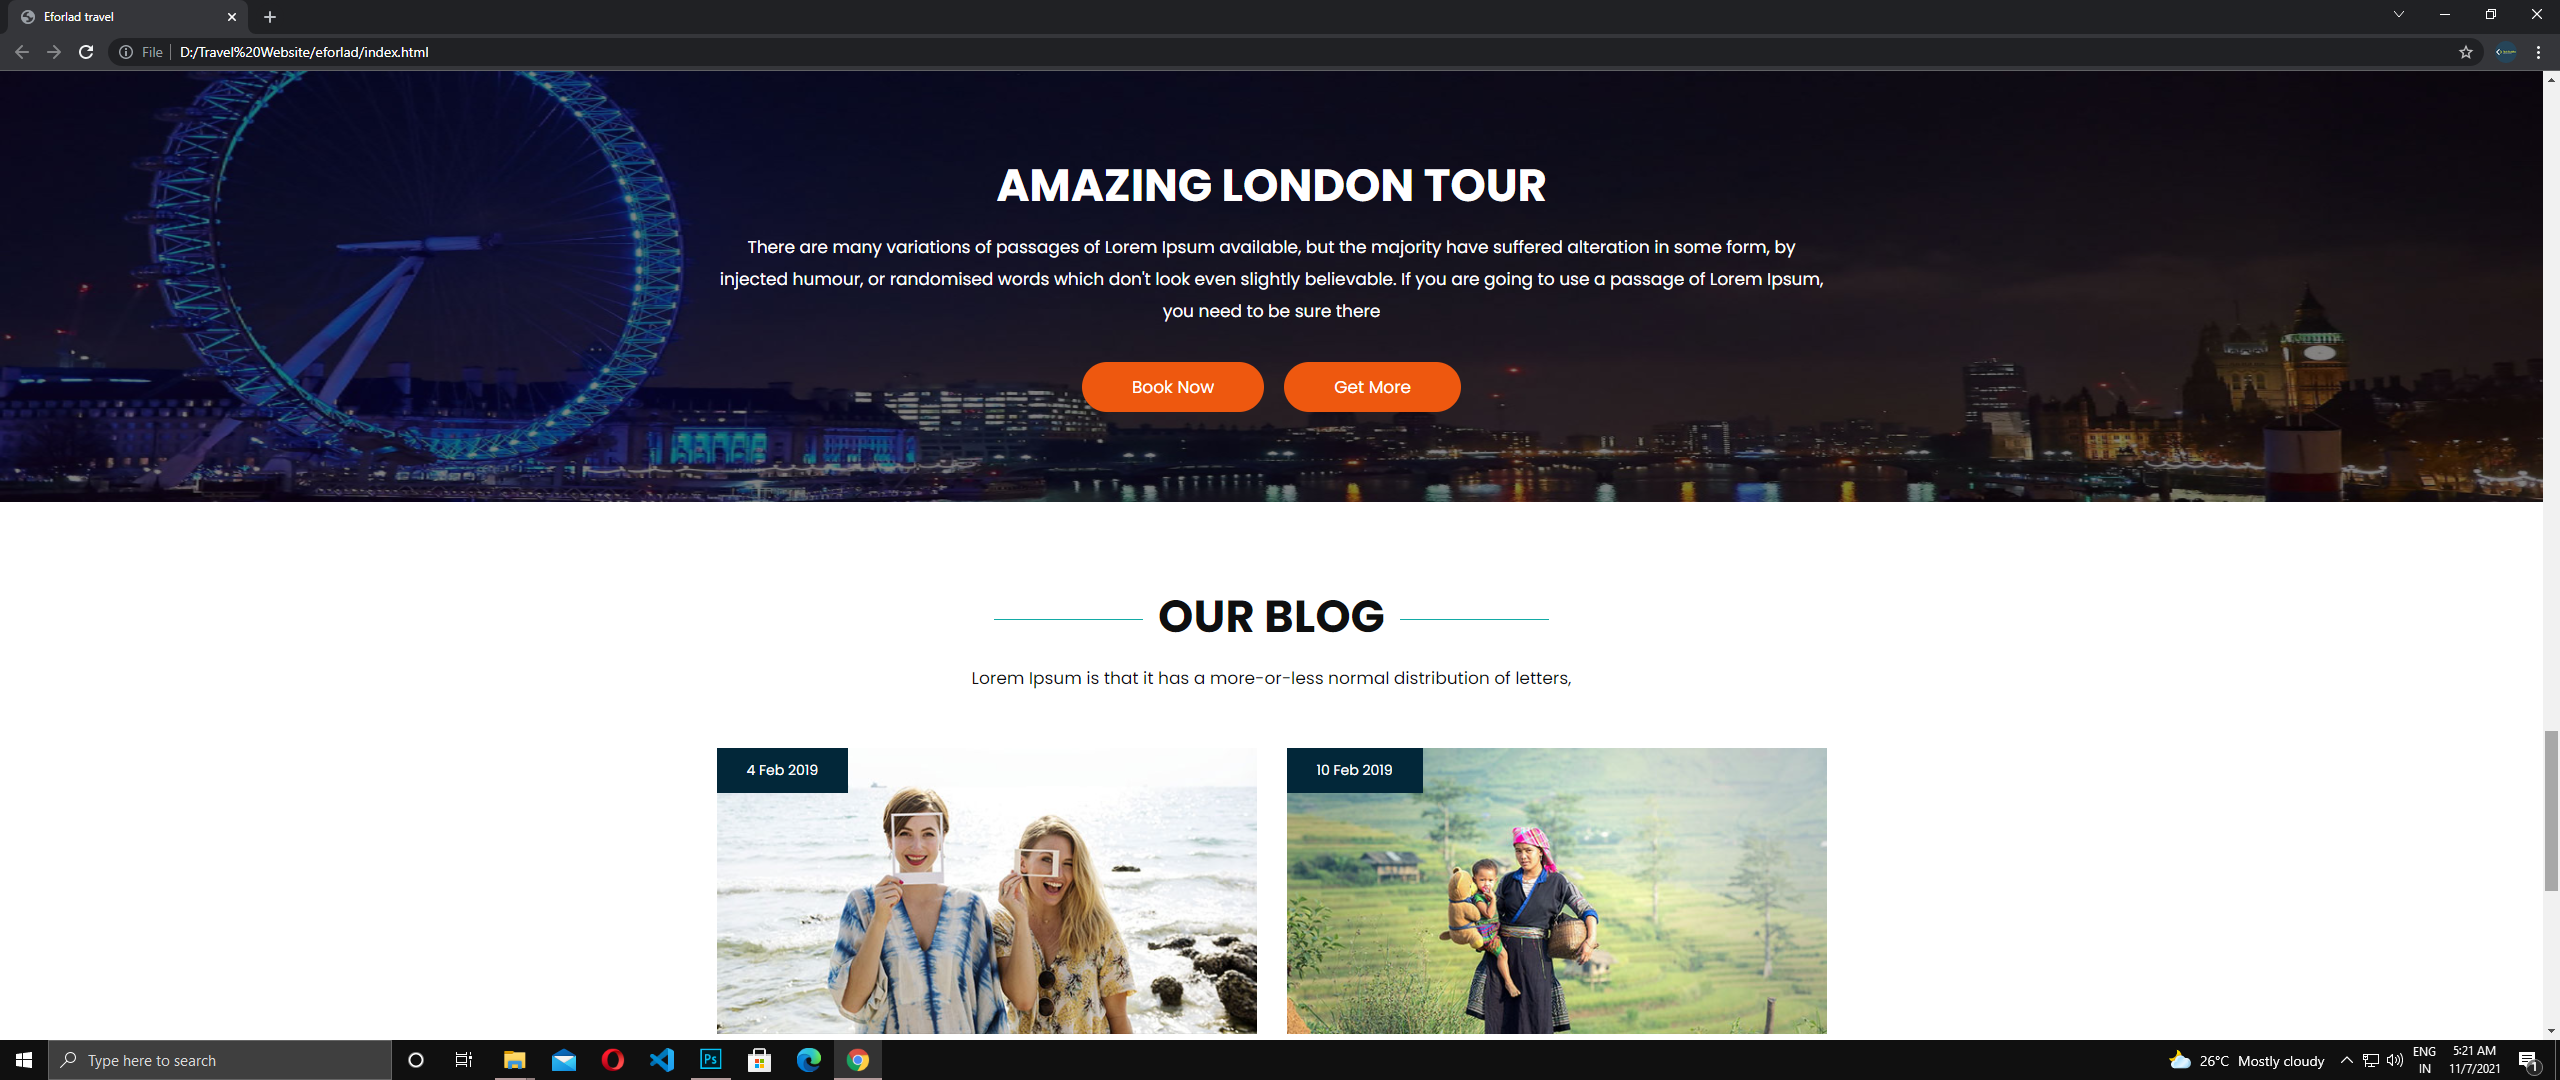 Eforlad travel
File
D:/Travel%20Website/eforlad/index.html
AMAZING LONDON TOUR
There are many variations of passages of Lorem Ipsum available, but the majority have suffered alteration in some form, by
injected humour, or randomised words which don't look even slightly believable. If you are going to use a passage of Lorem Ipsum,
you need to be sure there
Book Now
Get More
OUR BLOG
Lorem Ipsum is that it has a more-or-less normal distribution of letters,
4 Feb 2019
10 Feb 2019
Type here to search
Ps
26°C Mostly cloudy
ENG
IN
5:21 AM
11/7/2021
1